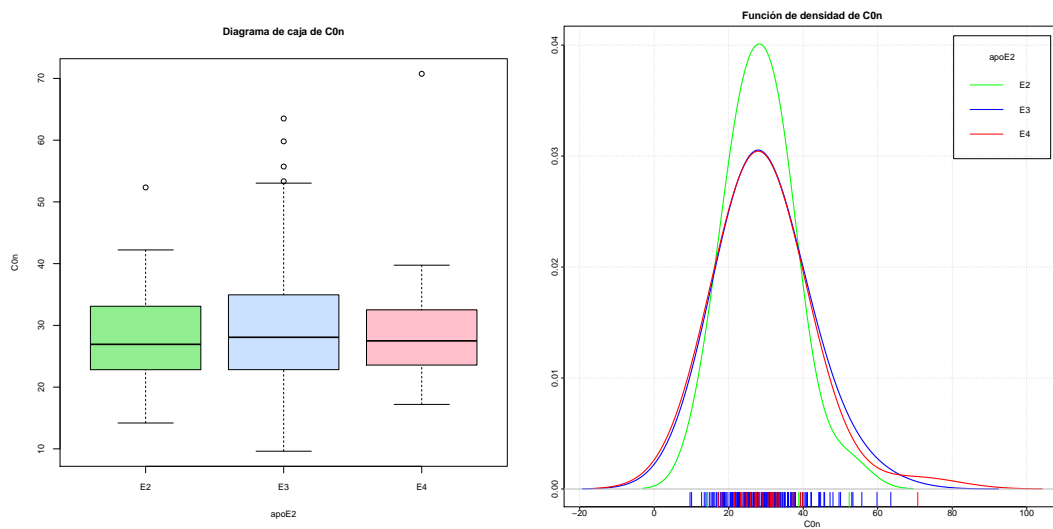 Diagrama de caja de C0n
C0n
70
60
50
40
30
20
10
E2
E3
E4
apoE2
Función de densidad de C0n
0.04
0.03
0.02
0.01
0.00
apoE2
E2
E3
E4
−20
0
20
40
60
80
100
C0n